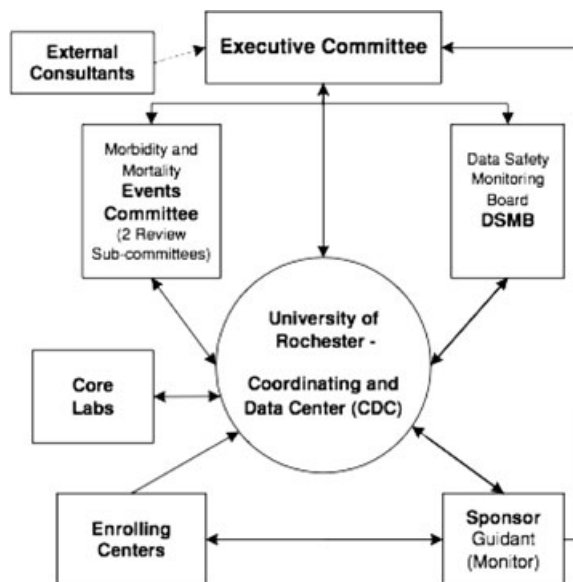 External
Consultants
Executive Committee
Morbidity and
Mortality
Events
Committee
(2 Review
Sub-committees)
Data Safety
Monitoring
Board
DSMB
University of
Rochester -
Coordinating and
Data Center (CDC)
Core
Labs
Enrolling
Centers
Sponsor
Guidant
(Monitor)